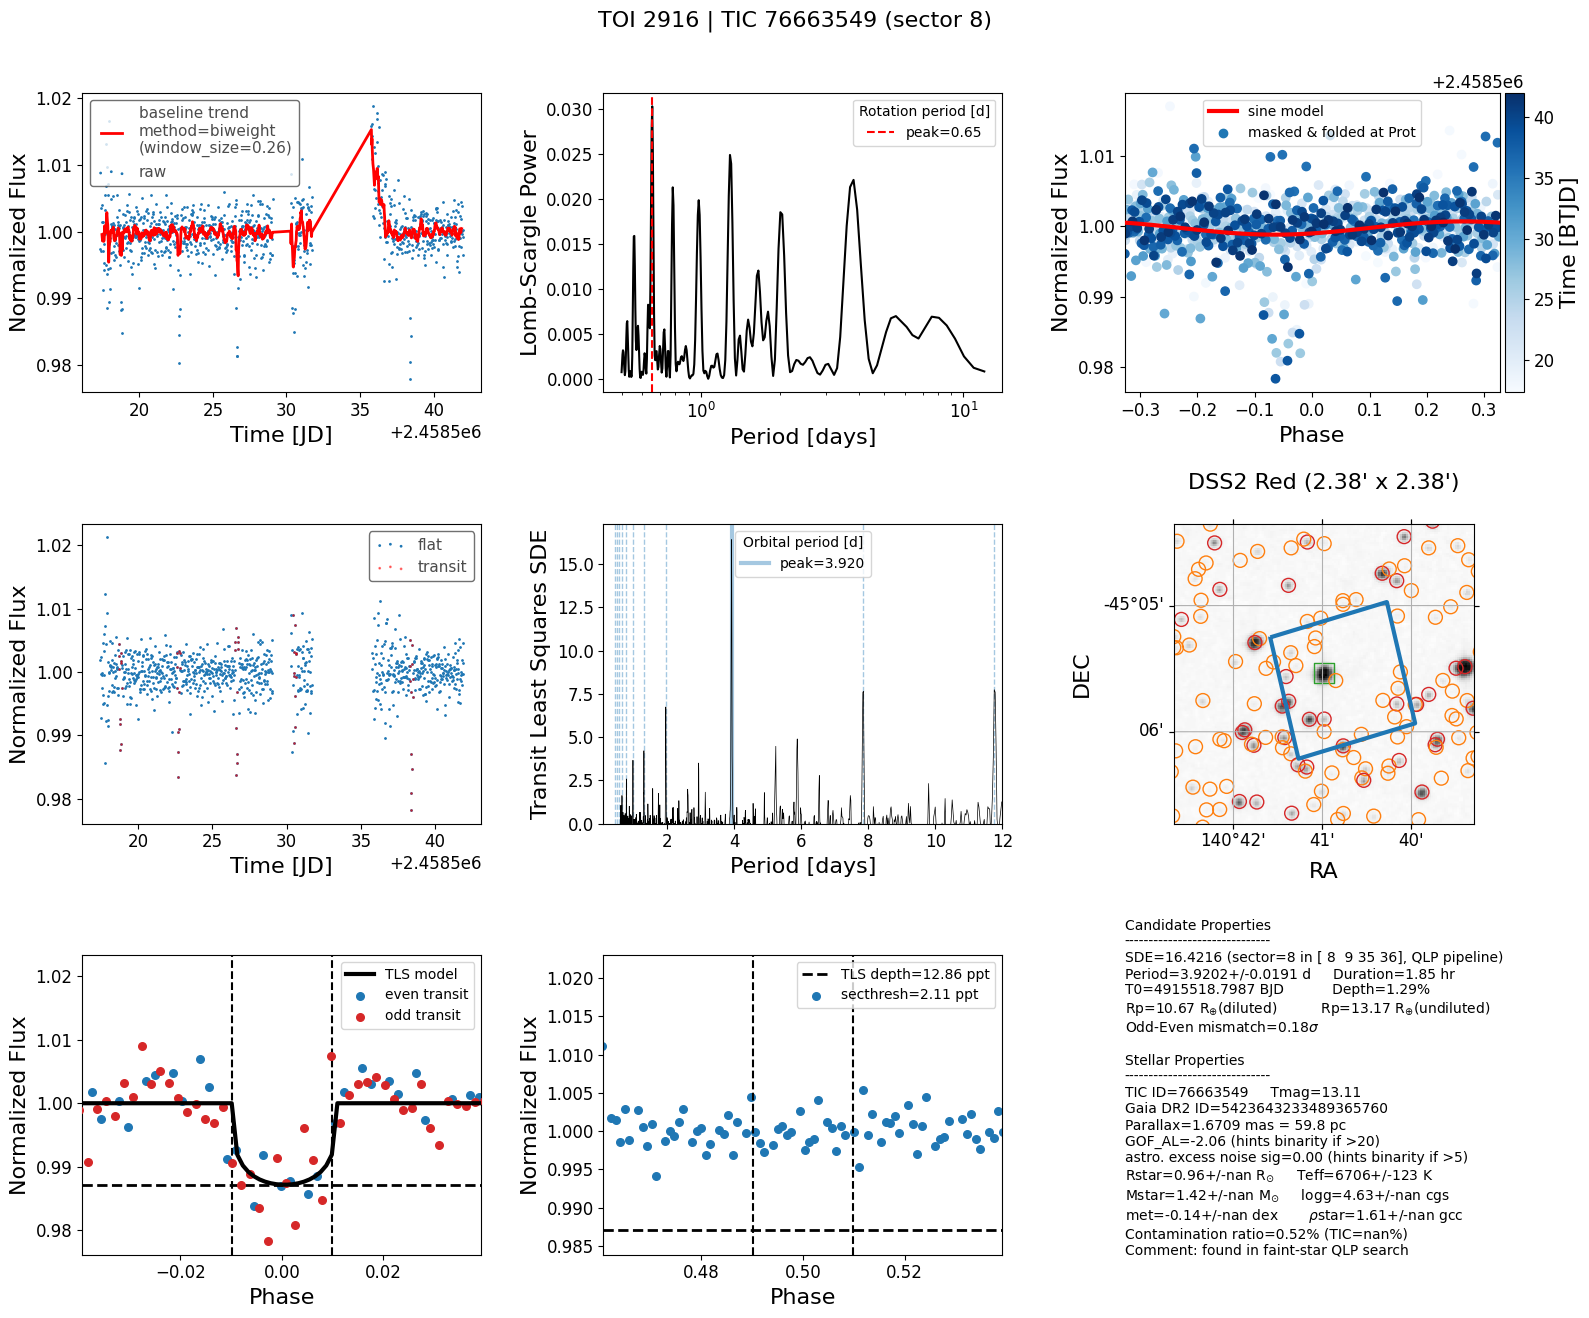 TOI 2916 | TIC 76663549 (sector 8)
1.02
1.01
1.00
0.99
0.98
Normalized Flux
baseline trend
method=biweight
(window_size=0.26)
raw
20 25 30 35 40
Time [JD]
+2.4585e6
0.030
0.025
0.020
0.015
0.010
0.005
0.000
Lomb-Scargle Power
Rotation period [d]
peak=0.65
10⁰ 10¹
Period [days]
+2.4585e6
sine model
masked & folded at Prot
1.01
1.00
0.99
0.98
Normalized Flux
−0.3 −0.2 −0.1 0.0 0.1 0.2 0.3
Phase
40
35
30
25
20
Time [BTJD]
1.02
1.01
1.00
0.99
0.98
Normalized Flux
flat
transit
20 25 30 35 40
Time [JD]
+2.4585e6
15.0
12.5
10.0
7.5
5.0
2.5
0.0
Transit Least Squares SDE
Orbital period [d]
peak=3.920
2 4 6 8 10 12
Period [days]
DSS2 Red (2.38' x 2.38')
-45°05'
06'
DEC
140°42' 41' 40'
RA
1.02
1.01
1.00
0.99
0.98
Normalized Flux
TLS model
even transit
odd transit
−0.02 0.00 0.02
Phase
1.020
1.015
1.010
1.005
1.000
0.995
0.990
0.985
Normalized Flux
TLS depth=12.86 ppt
secthresh=2.11 ppt
0.48 0.50 0.52
Phase
Candidate Properties
------------------------------
SDE=16.4216 (sector=8 in [ 8 9 35 36], QLP pipeline)
Period=3.9202+/-0.0191 d Duration=1.85 hr
T0=4915518.7987 BJD Depth=1.29%
Rp=10.67 R⊕(diluted) Rp=13.17 R⊕(undiluted)
Odd-Even mismatch=0.18σ
Stellar Properties
------------------------------
TIC ID=76663549 Tmag=13.11
Gaia DR2 ID=5423643233489365760
Parallax=1.6709 mas = 59.8 pc
GOF_AL=-2.06 (hints binarity if >20)
astro. excess noise sig=0.00 (hints binarity if >5)
Rstar=0.96+/-nan R☉ Teff=6706+/-123 K
Mstar=1.42+/-nan M☉ logg=4.63+/-nan cgs
met=-0.14+/-nan dex ρstar=1.61+/-nan gcc
Contamination ratio=0.52% (TIC=nan%)
Comment: found in faint-star QLP search